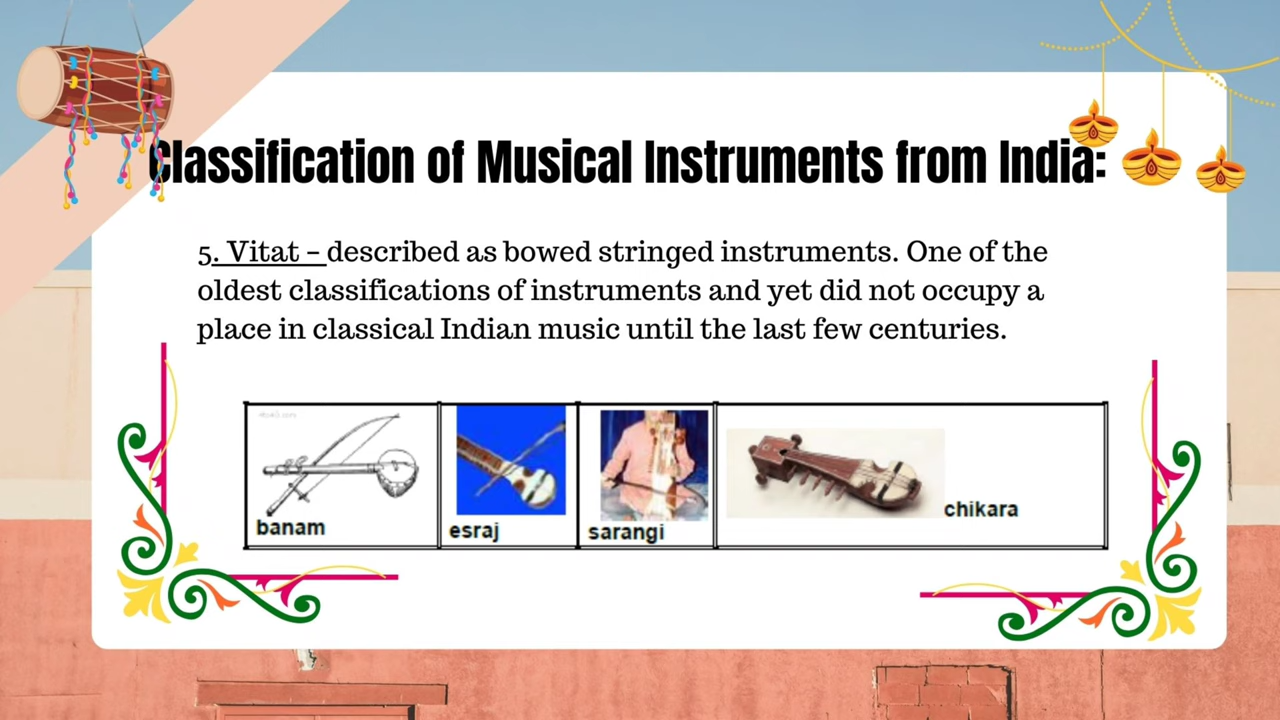 Classification of Musical Instruments from India:
5. Vitat – described as bowed stringed instruments. One of the
oldest classifications of instruments and yet did not occupy a
place in classical Indian music until the last few centuries.
banam
esraj
sarangi
chikara